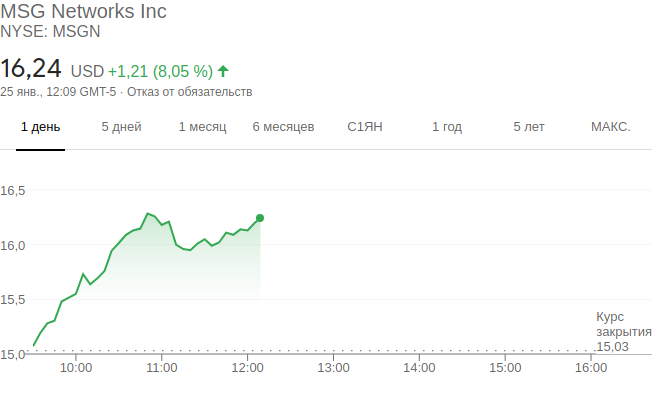 MSG Networks Inc
NYSE: MSGN
16,24 USD +1,21 (8,05 %)
25 янв., 12:09 GMT-5 · Отказ от обязательств
1 день 5 дней 1 месяц 6 месяцев С1ЯН 1 год 5 лет МАКС.
16,5
16,0
15,5
Курс
закрытия
15,03
15,0
10:00 11:00 12:00 13:00 14:00 15:00 16:00